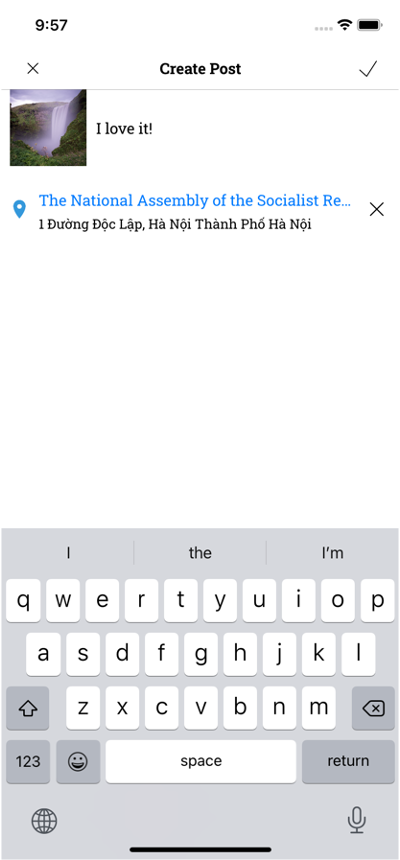 9:57
Create Post
I love it!
The National Assembly of the Socialist Re...
1 Đường Độc Lập, Hà Nội Thành Phố Hà Nội
I the I'm
q w e r t y u i o p
a s d f g h j k l
z x c v b n m
123 space return